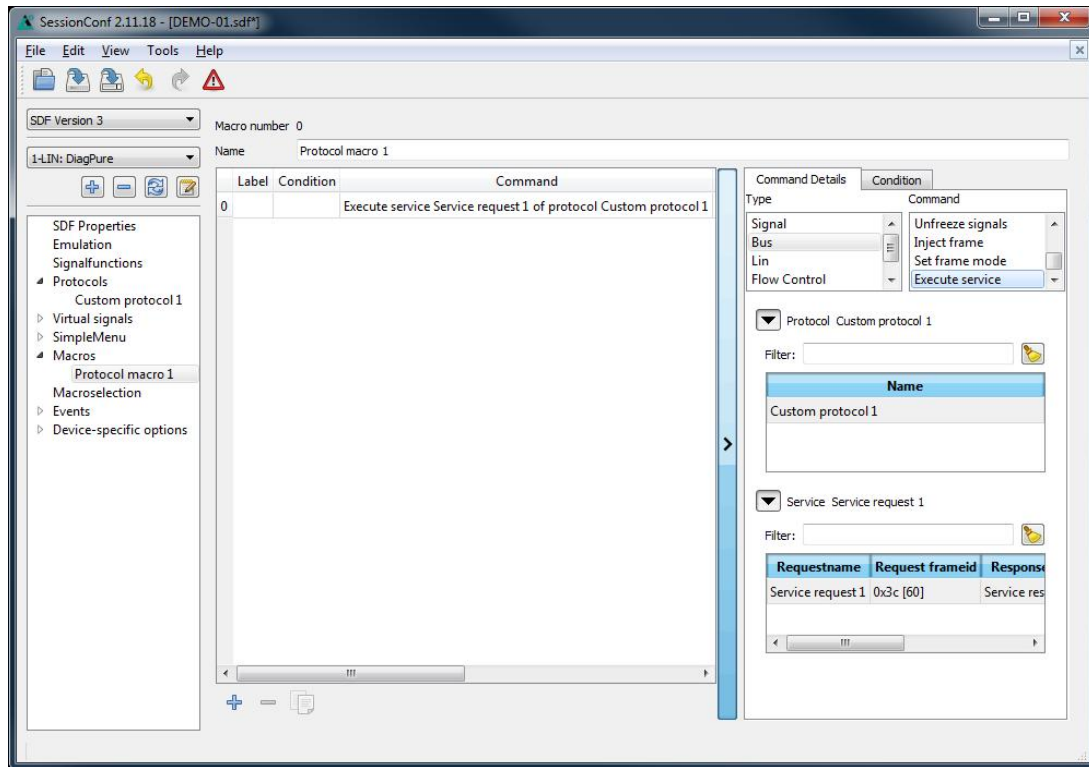 SessionConf 2.11.18 - [DEMO-01.sdf*]
File Edit View Tools Help
SDF Version 3
1-LIN: DiagPure
SDF Properties
Emulation
Signalfunctions
Protocols
Custom protocol 1
Virtual signals
SimpleMenu
Macros
Protocol macro 1
Macroselection
Events
Device-specific options
Macro number 0
Name Protocol macro 1
Label Condition Command
0 Execute service Service request 1 of protocol Custom protocol 1
Command Details Condition
Type Command
Signal
Bus
Lin
Flow Control
Unfreeze signals
Inject frame
Set frame mode
Execute service
Protocol Custom protocol 1
Filter:
Name
Custom protocol 1
Service Service request 1
Filter:
Requestname Request frameid Response
Service request 1 0x3c [60] Service res